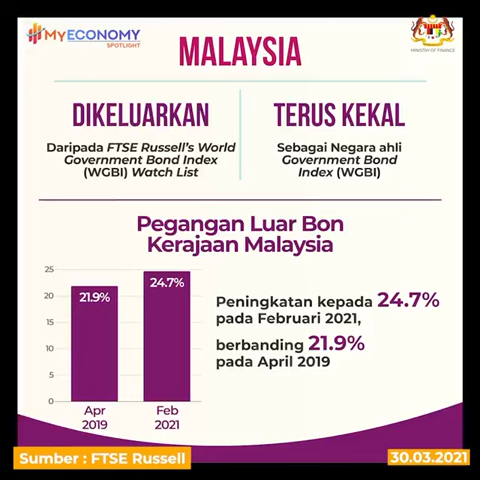 MyECONOMY
SPOTLIGHT
MINISTRY OF FINANCE
MALAYSIA
DIKELUARKAN
Daripada FTSE Russell's World
Government Bond Index
(WGBI) Watch List
TERUS KEKAL
Sebagai Negara ahli
Government Bond
Index (WGBI)
Pegangan Luar Bon
Kerajaan Malaysia
25
20
15
10
5
0
21.9%
24.7%
Apr
2019
Feb
2021
Peningkatan kepada 24.7%
pada Februari 2021,
berbanding 21.9%
pada April 2019
Sumber : FTSE Russell
30.03.2021